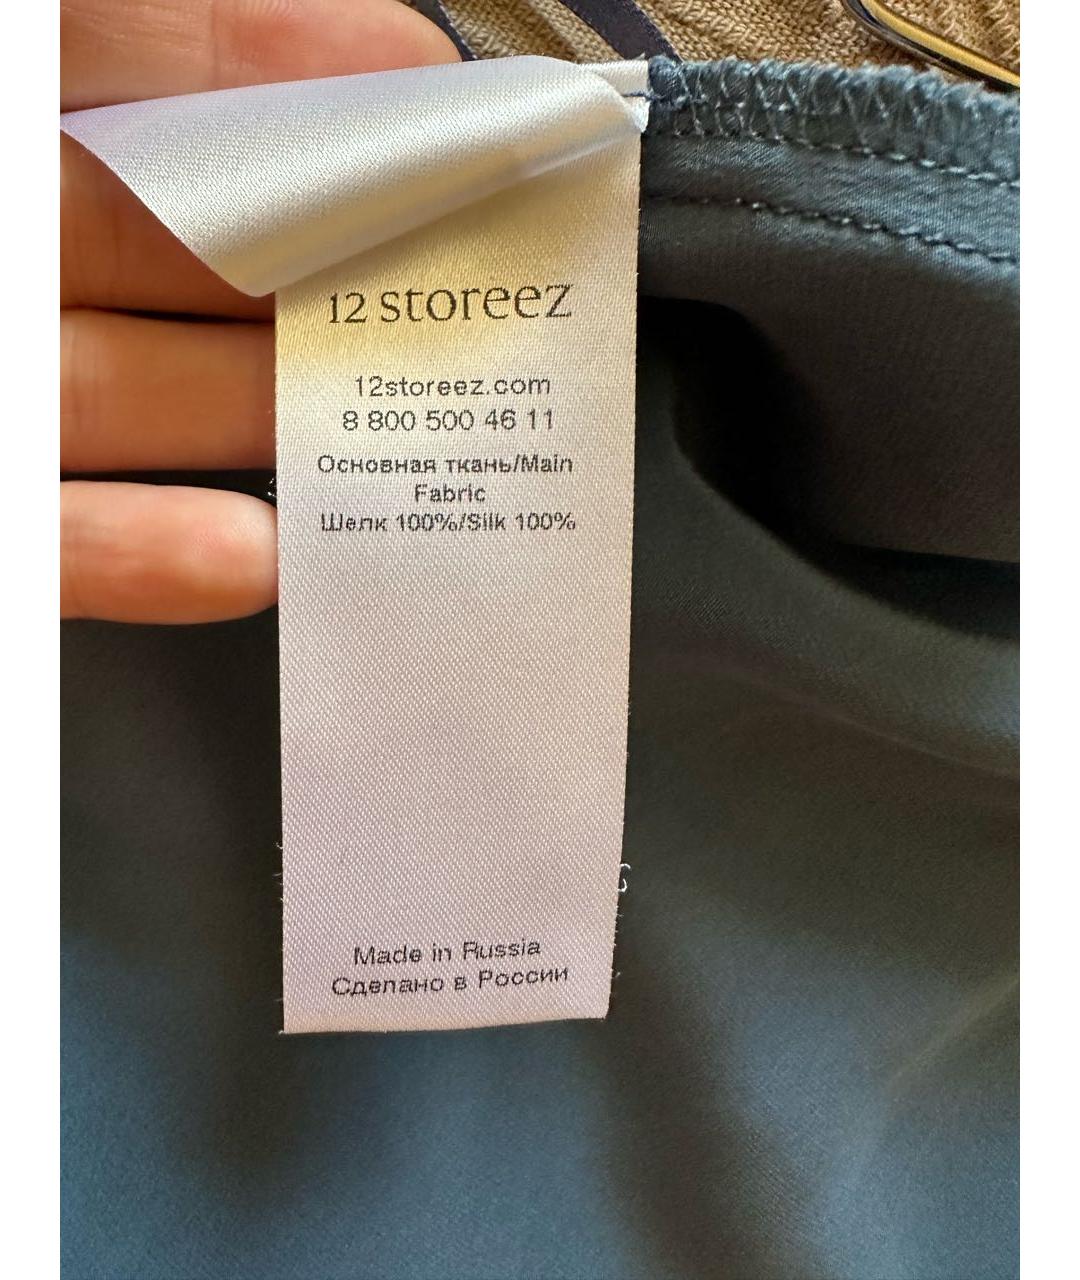 12 storeez
12storeez.com
8 800 500 46 11
Основная ткань/Main
Fabric
Шелк 100%/Silk 100%
Made in Russia
Сделано в России